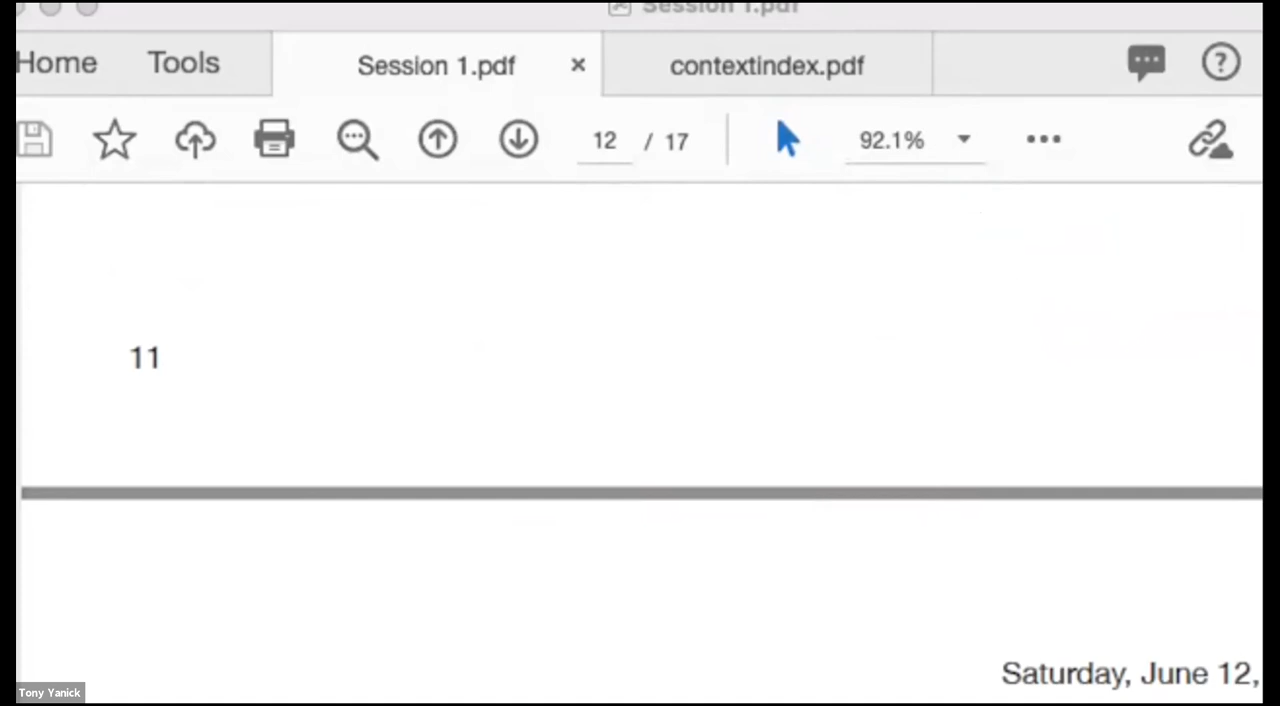 Session 1.pdf
Home Tools Session 1.pdf × contextindex.pdf ?
12 / 17 92.1%
11
Saturday, June 12,
Tony Yanick